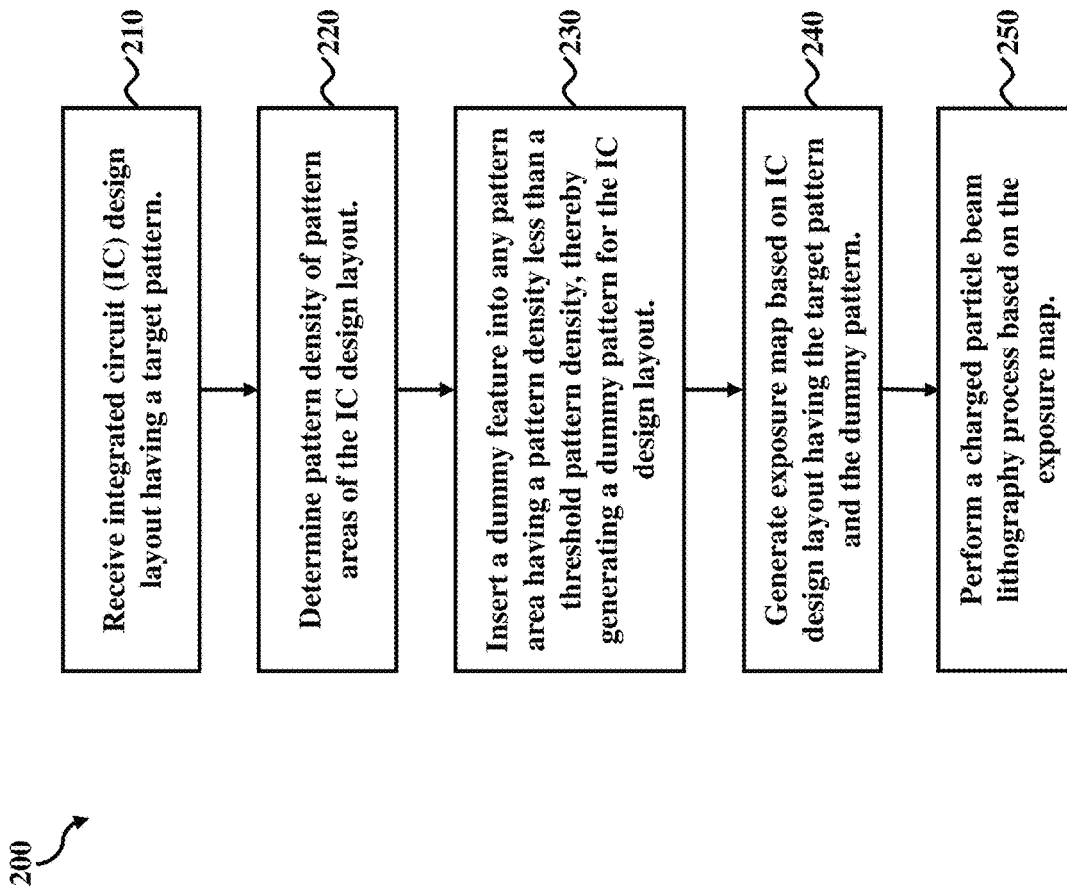 200
Receive integrated circuit (IC) design
layout having a target pattern.
210
Determine pattern density of pattern
areas of the IC design layout.
220
Insert a dummy feature into any pattern
area having a pattern density less than a
threshold pattern density, thereby
generating a dummy pattern for the IC
design layout.
230
Generate exposure map based on IC
design layout having the target pattern
and the dummy pattern.
240
Perform a charged particle beam
lithography process based on the
exposure map.
250